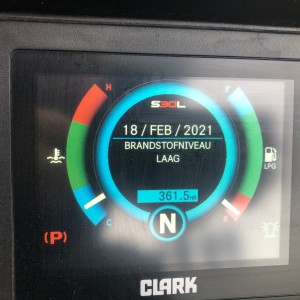 H
F
S30L
18 / FEB / 2021
BRANDSTOFNIVEAU
LAAG
LPG
361.5
C
N
E
(P)
CLARK